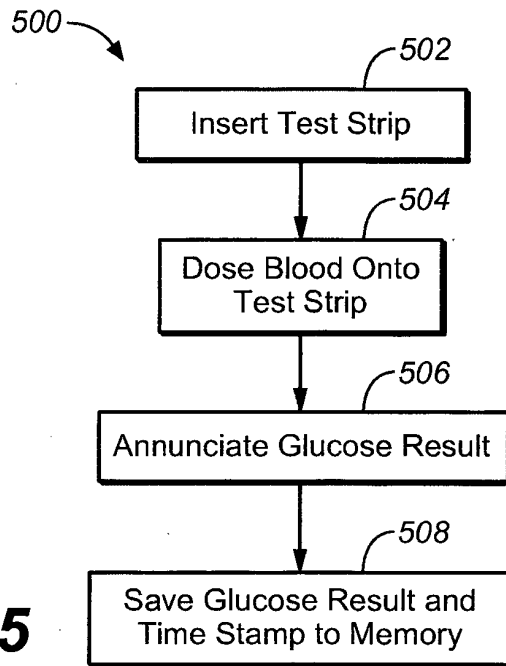 500
502
Insert Test Strip
504
Dose Blood Onto
Test Strip
506
Annunciate Glucose Result
508
Save Glucose Result and
Time Stamp to Memory
5